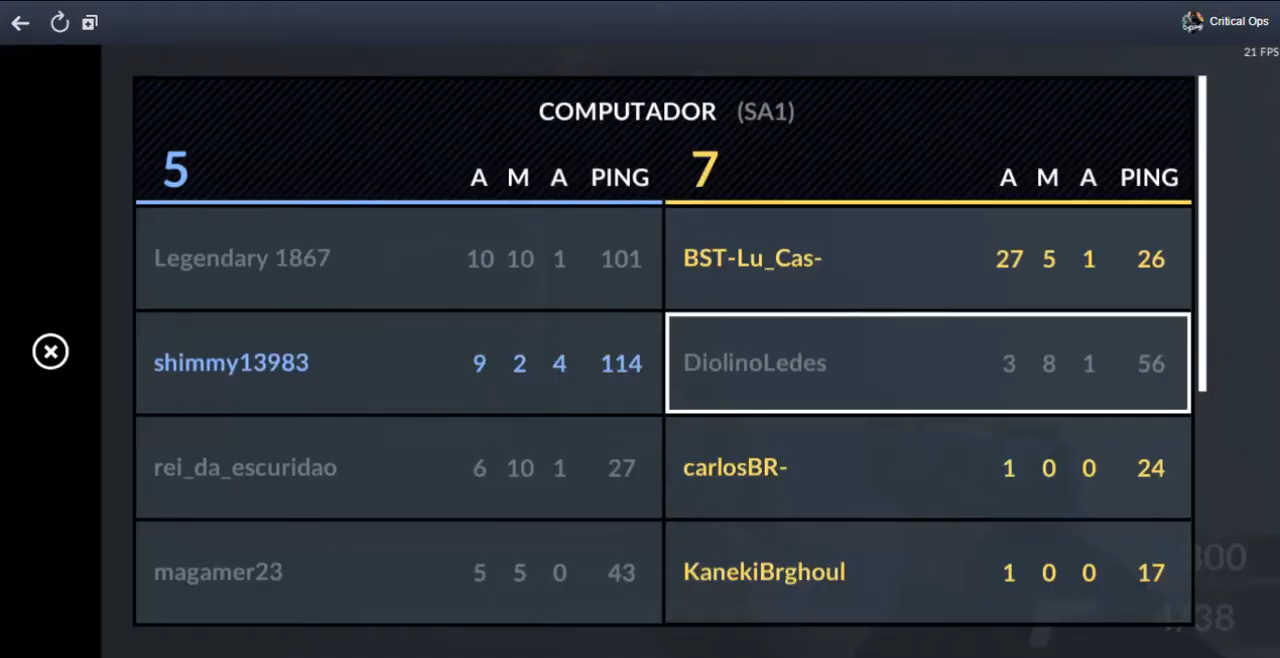 Critical Ops
21 FPS
COMPUTADOR (SA1)
5 A M A PING 7 A M A PING
Legendary 1867 10 10 1 101 BST-Lu_Cas- 27 5 1 26
shimmy13983 9 2 4 114 DiolinoLedes 3 8 1 56
rei_da_escuridao 6 10 1 27 carlosBR- 1 0 0 24
magamer23 5 5 0 43 KanekiBrghoul 1 0 0 17